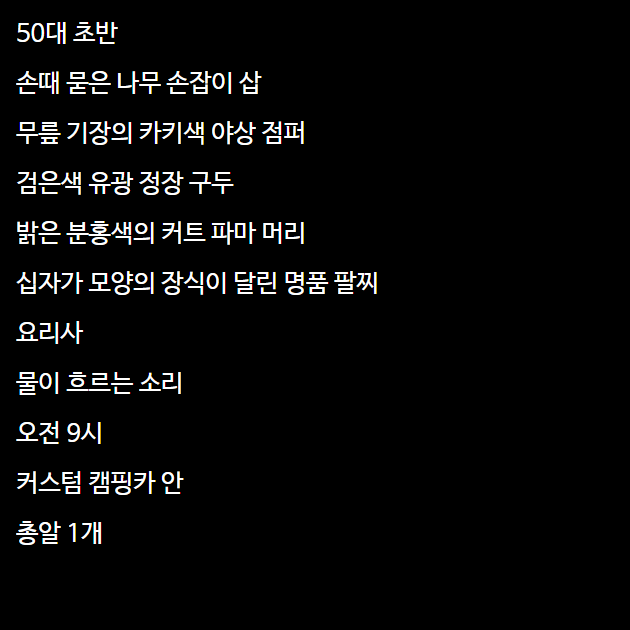 50대 초반
손때 묻은 나무 손잡이 삽
무릎 기장의 카키색 야상 점퍼
검은색 유광 정장 구두
밝은 분홍색의 커트 파마 머리
십자가 모양의 장식이 달린 명품 팔찌
요리사
물이 흐르는 소리
오전 9시
커스텀 캠핑카 안
총알 1개